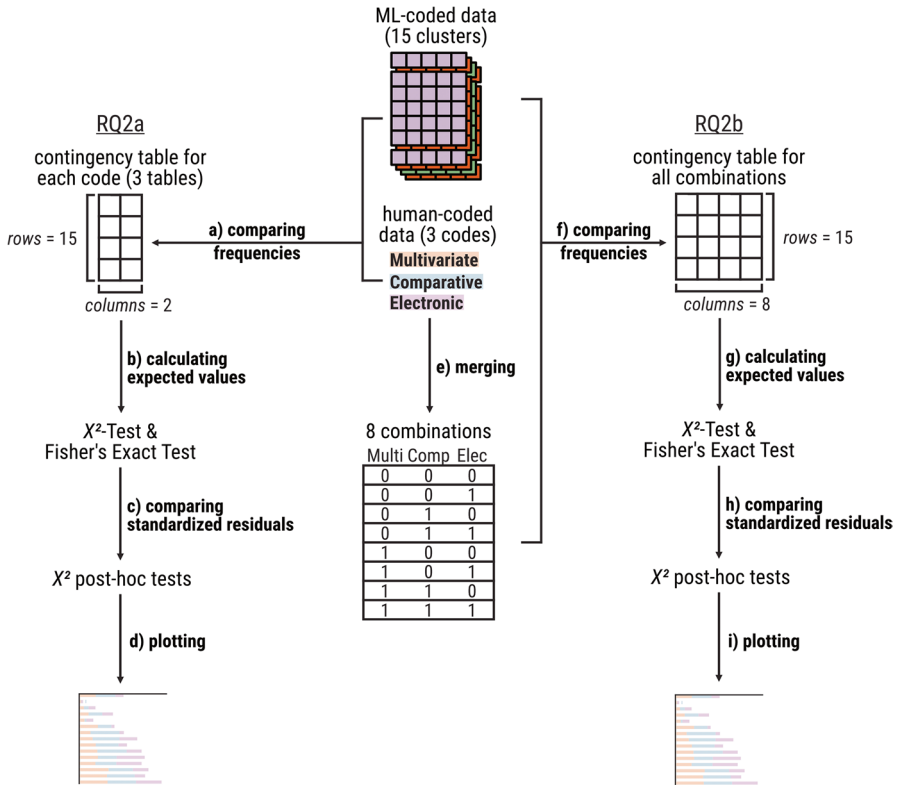 ML-coded data
(15 clusters)
RQ2a
contingency table for
each code (3 tables)
rows = 15
columns = 2
a) comparing
frequencies
human-coded
data (3 codes)
Multivariate
Comparative
Electronic
f) comparing
frequencies
RQ2b
contingency table for
all combinations
rows = 15
columns = 8
b) calculating
expected values
X²-Test &
Fisher's Exact Test
c) comparing
standardized residuals
X² post-hoc tests
d) plotting
e) merging
8 combinations
Multi Comp Elec
0 0 0
0 0 1
0 1 0
0 1 1
1 0 0
1 0 1
1 1 0
1 1 1
g) calculating
expected values
X²-Test &
Fisher's Exact Test
h) comparing
standardized residuals
X² post-hoc tests
i) plotting